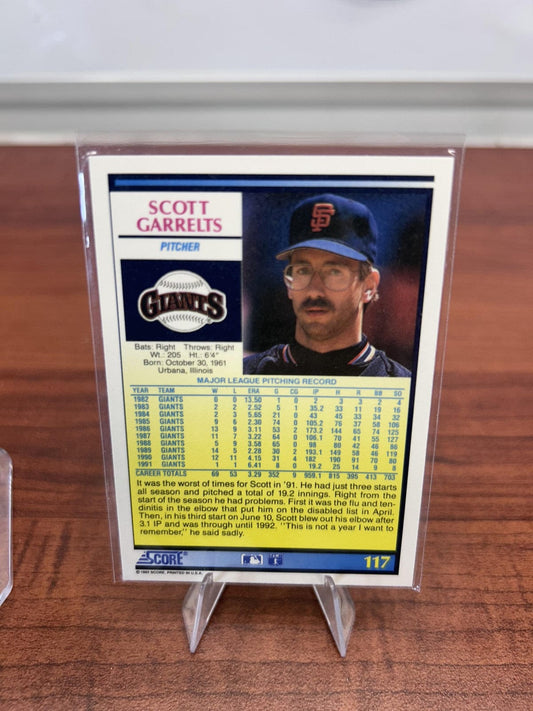 SCOTT
GARRELTS
PITCHER
SF
GIANTS
Bats: Right Throws: Right
Wt.: 205 Ht.: 6'4"
Born: October 30, 1961
Urbana, Illinois
MAJOR LEAGUE PITCHING RECORD
YEAR TEAM W L ERA G CG IP H R BB SO
1982 GIANTS 0 0 13.50 1 0 2 3 3 2 4
1983 GIANTS 2 2 2.52 5 1 35.2 33 11 19 16
1984 GIANTS 2 3 5.65 21 0 43 45 33 34 32
1985 GIANTS 9 6 2.30 74 0 105.2 76 37 58 106
1986 GIANTS 13 9 3.11 53 2 173.2 144 65 74 125
1987 GIANTS 11 7 3.22 64 0 106.1 70 41 55 127
1988 GIANTS 5 9 3.58 65 0 98 80 42 46 86
1989 GIANTS 14 5 2.28 30 2 193.1 149 58 46 119
1990 GIANTS 12 11 4.15 31 4 182 190 91 70 80
1991 GIANTS 1 1 6.41 8 0 19.2 25 14 9 8
CAREER TOTALS 69 53 3.29 352 9 959.1 815 395 413 703
It was the worst of times for Scott in '91. He had just three starts
all season and pitched a total of 19.2 innings. Right from the
start of the season he had problems. First it was the flu and ten-
dinitis in the elbow that put him on the disabled list in April.
Then, in his third start on June 10, Scott blew out his elbow after
3.1 IP and was through until 1992. "This is not a year I want to
remember," he said sadly.
SCORE
117
PRINTED IN U.S.A.